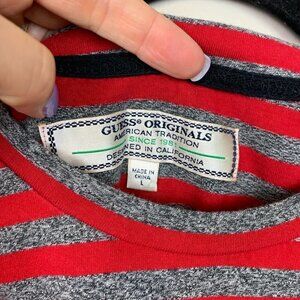 GUESS® ORIGINALS
AMERICAN TRADITION
SINCE 1981
DESIGNED IN CALIFORNIA
MADE IN
CHINA
L